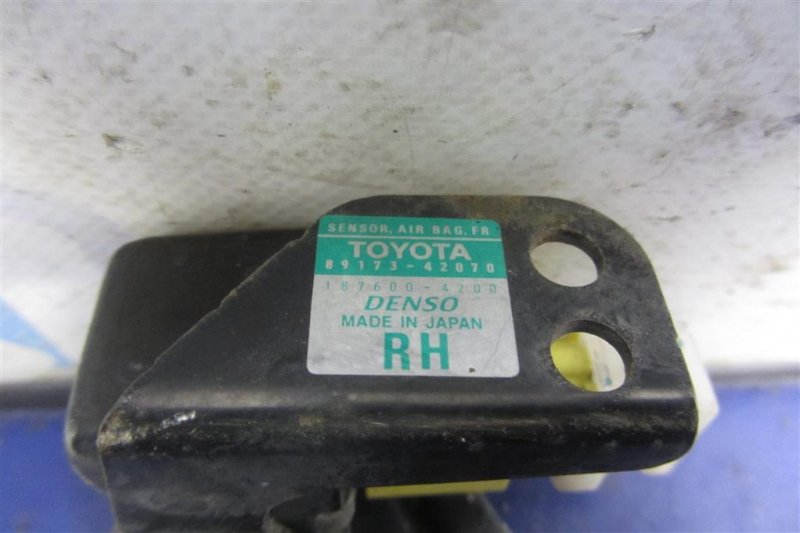 SENSOR, AIR BAG, FR
TOYOTA
89173-42070
187600-4200
DENSO
MADE IN JAPAN
RH